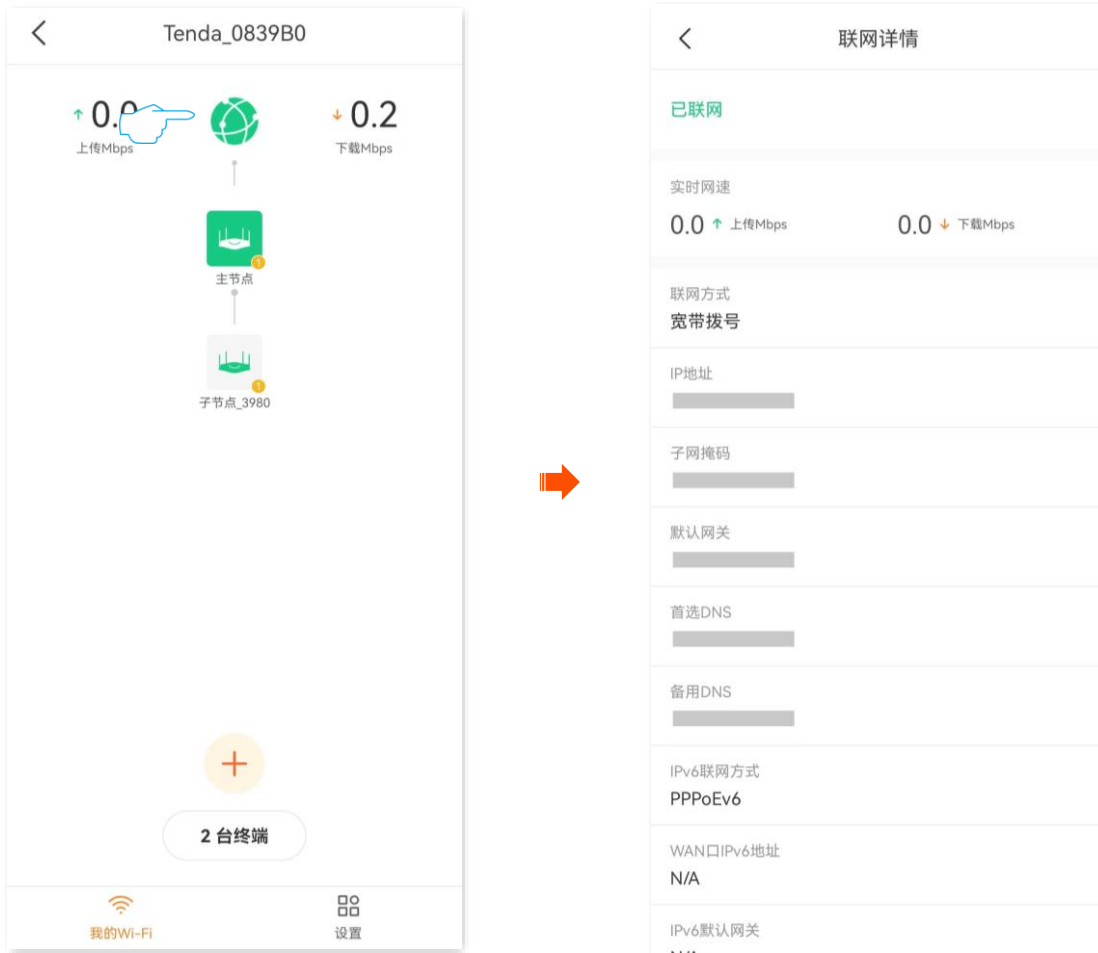 Tenda_0839B0
0.0
上传Mbps
0.2
下载Mbps
1
主节点
1
子节点_3980
2 台终端
我的Wi-Fi
设置
联网详情
已联网
实时网速
0.0 ↑ 上传Mbps 0.0 ↓ 下载Mbps
联网方式
宽带拨号
IP地址
子网掩码
默认网关
首选DNS
备用DNS
IPv6联网方式
PPPoEv6
WAN口IPv6地址
N/A
IPv6默认网关